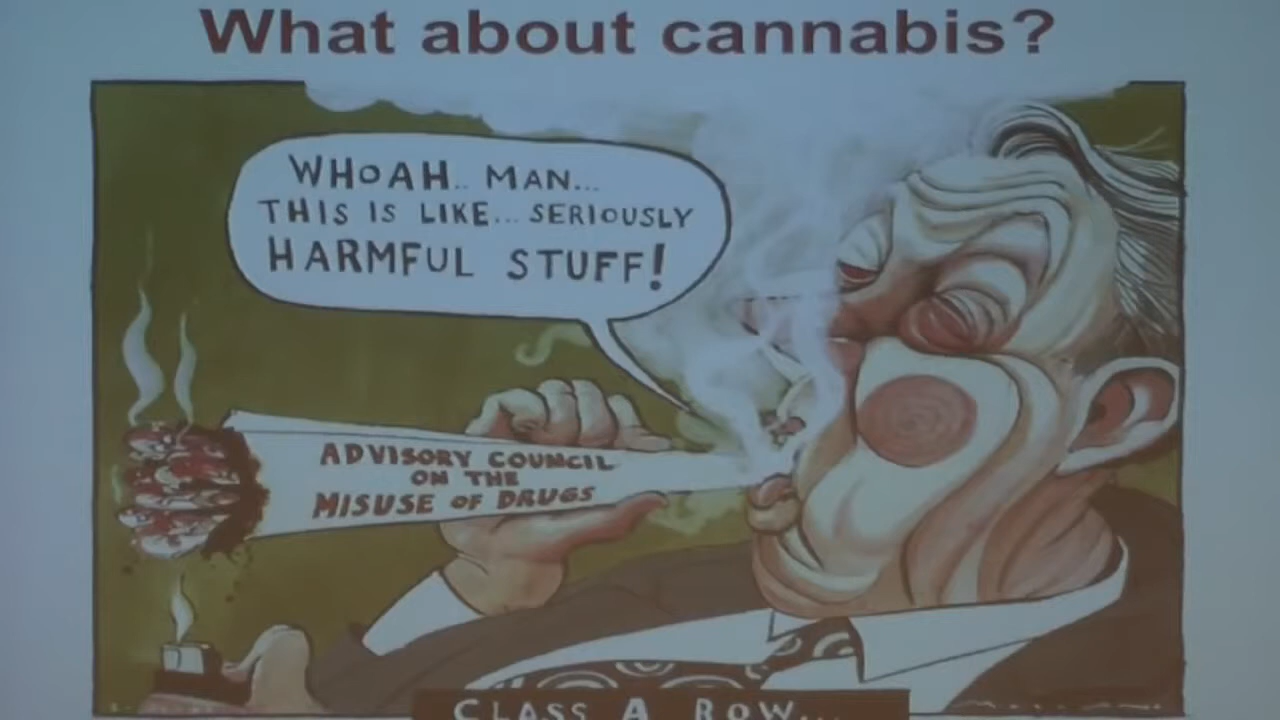 What about cannabis?
WHOAH.. MAN...
THIS IS LIKE... SERIOUSLY
HARMFUL STUFF!
ADVISORY COUNCIL
ON THE
MISUSE OF DRUGS
CLASS A ROW...